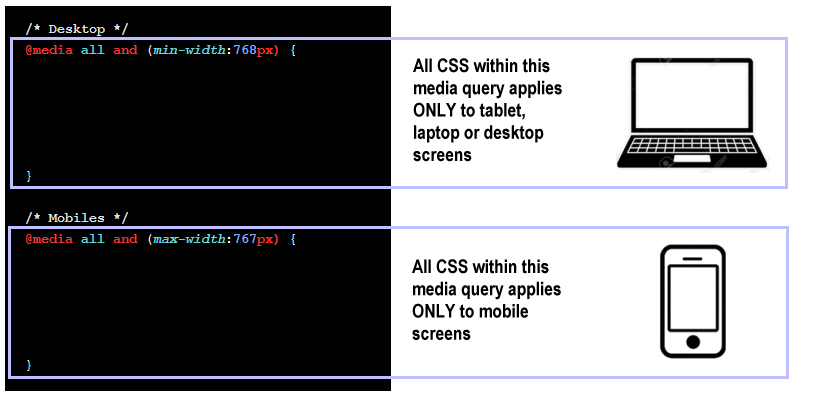 /* Desktop */
@media all and (min-width:768px) {
All CSS within this
media query applies
ONLY to tablet,
laptop or desktop
screens
}
/* Mobiles */
@media all and (max-width:767px) {
All CSS within this
media query applies
ONLY to mobile
screens
}